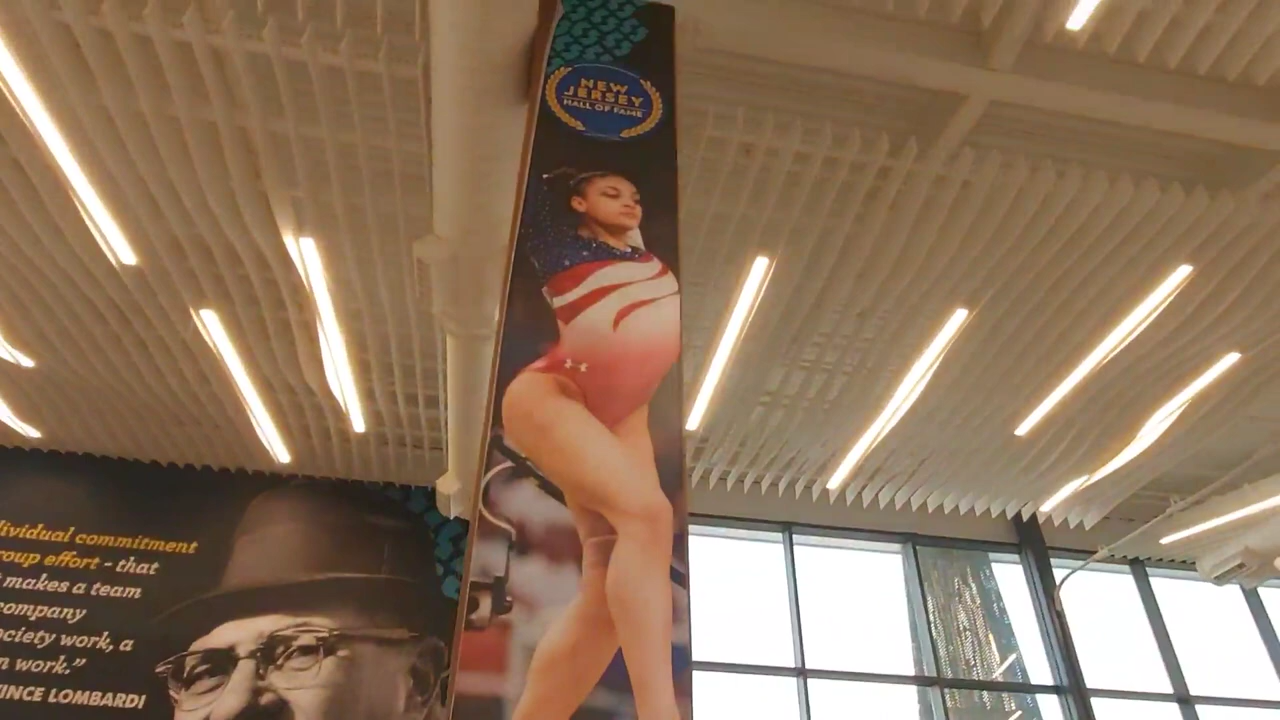 NEW
JERSEY
HALL OF FAME
ividual commitment
roup effort - that
makes a team
company
ciety work, a
n work.”
INCE LOMBARDI